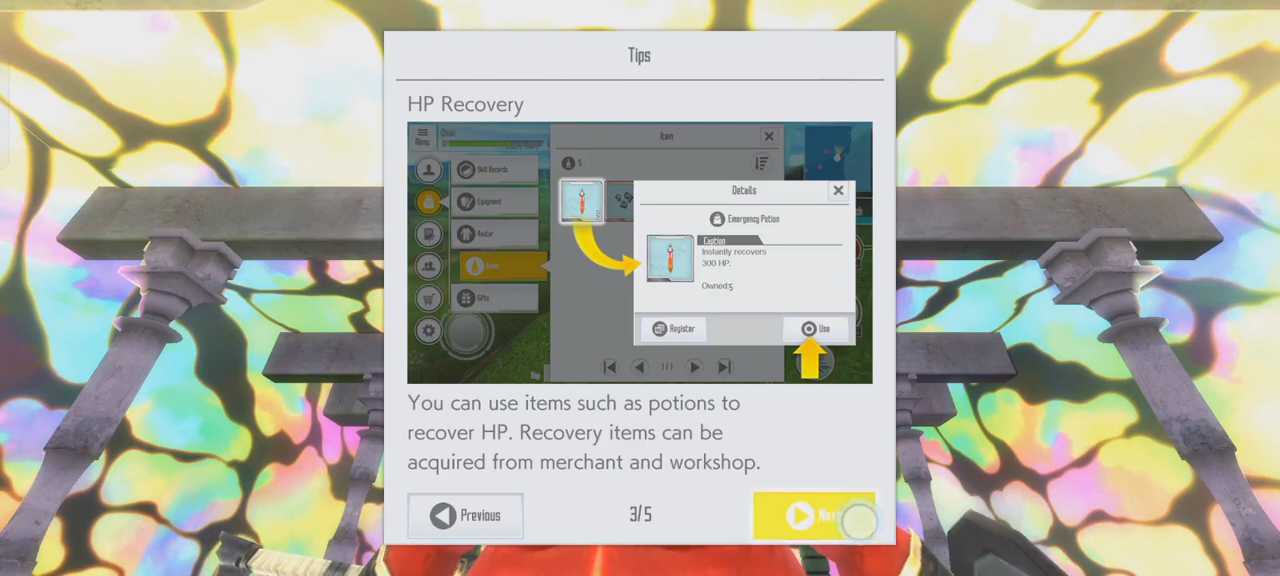 Tips
HP Recovery
Menu
Item
5
Skill Records
Equipment
Avatar
Items
Gifts
Details
Emergency Potion
Caption
Instantly recovers
300 HP.
Owned:5
Register
Use
1/1
You can use items such as potions to
recover HP. Recovery items can be
acquired from merchant and workshop.
Previous
3/5
Next